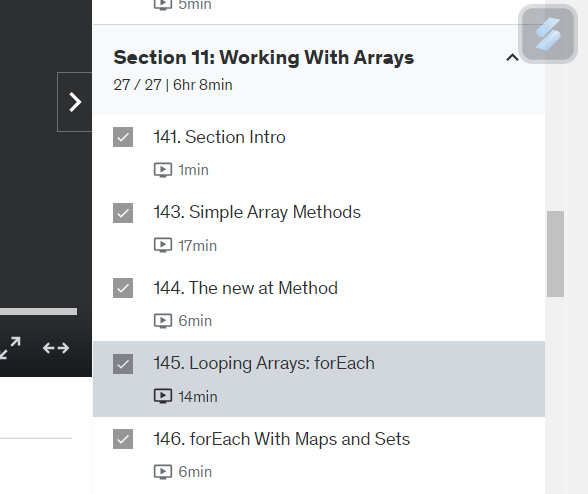 5min
Section 11: Working With Arrays
27 / 27 | 6hr 8min
141. Section Intro
1min
143. Simple Array Methods
17min
144. The new at Method
6min
145. Looping Arrays: forEach
14min
146. forEach With Maps and Sets
6min